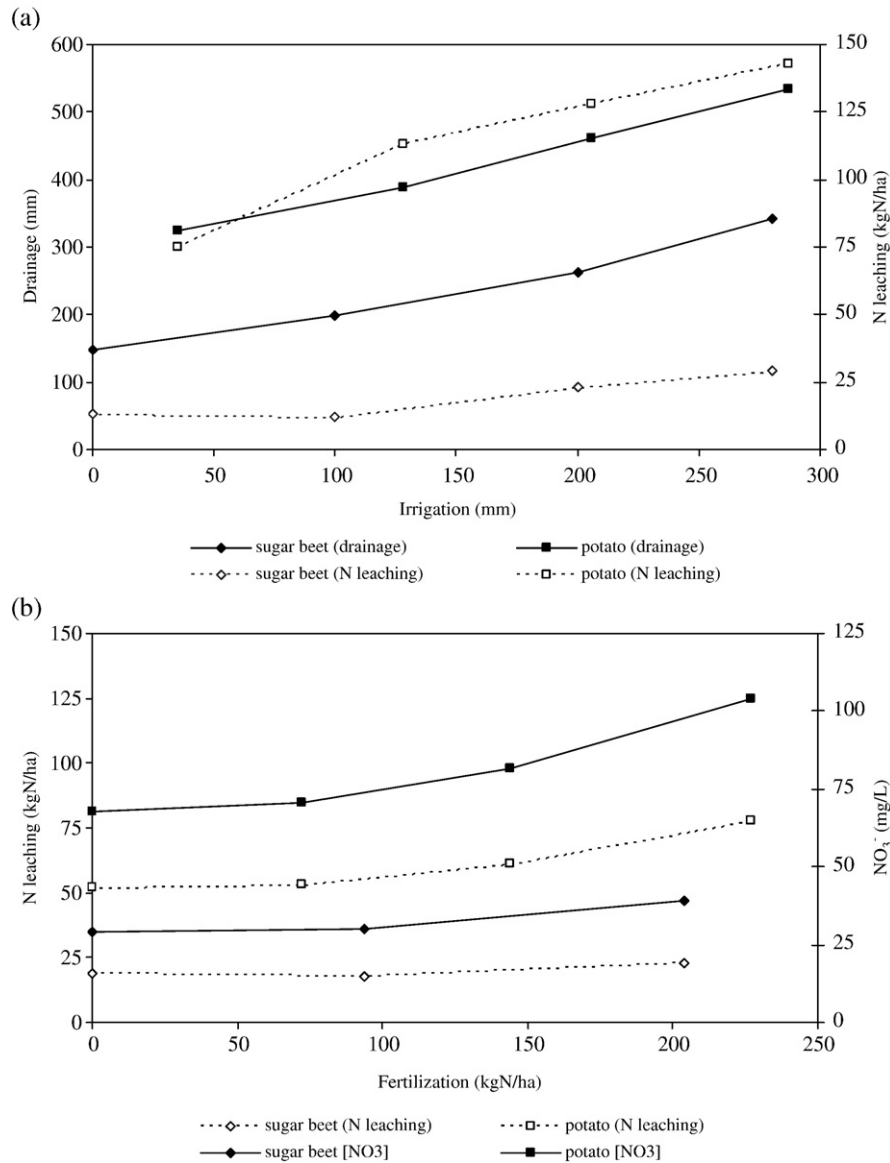 (a)
600
500
400
300
200
100
0
Drainage (mm)
150
125
100
75
50
25
0
N leaching (kgN/ha)
0 50 100 150 200 250 300
Irrigation (mm)
sugar beet (drainage) potato (drainage)
sugar beet (N leaching) potato (N leaching)
(b)
150
125
100
75
50
25
0
N leaching (kgN/ha)
125
100
75
50
25
0
NO₃⁻ (mg/L)
0 50 100 150 200 250
Fertilization (kgN/ha)
sugar beet (N leaching) potato (N leaching)
sugar beet [NO3] potato [NO3]